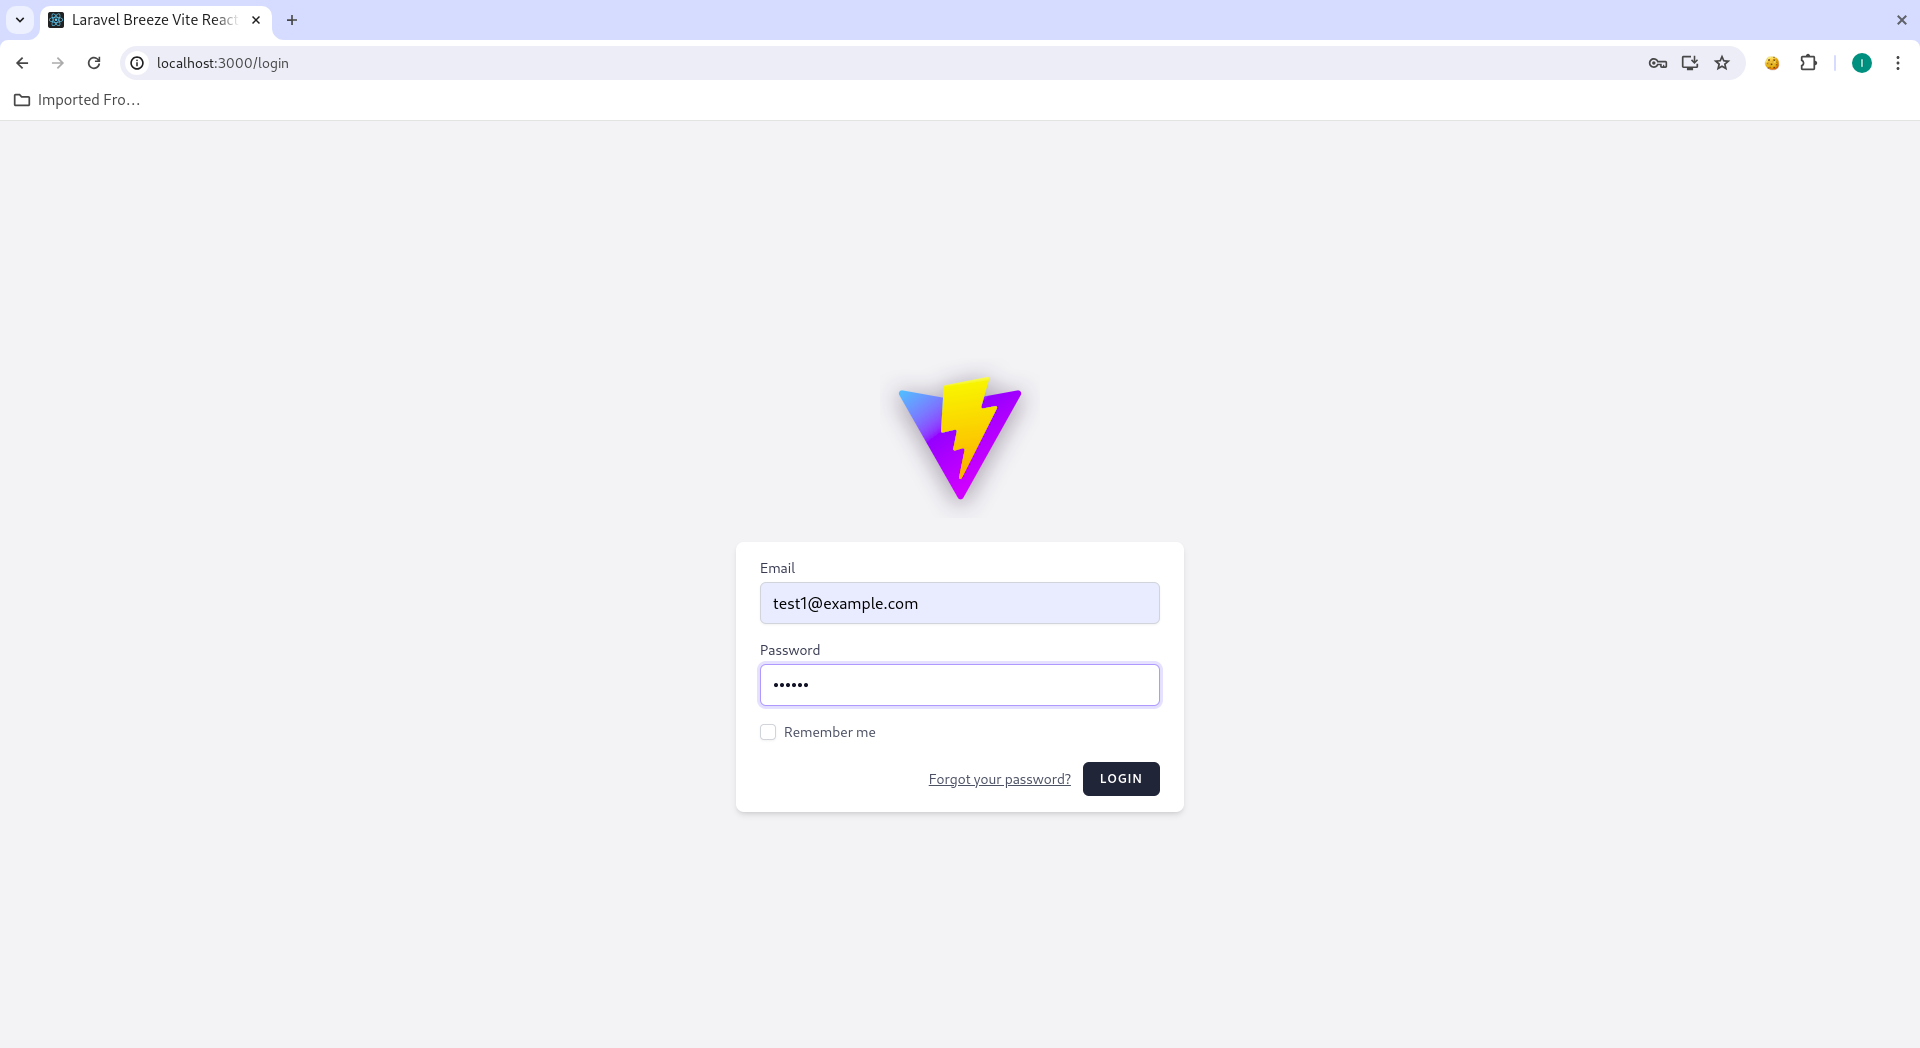 Laravel Breeze Vite React
localhost:3000/login
I
Imported Fro...
Email
test1@example.com
Password
••••••
Remember me
Forgot your password? LOGIN